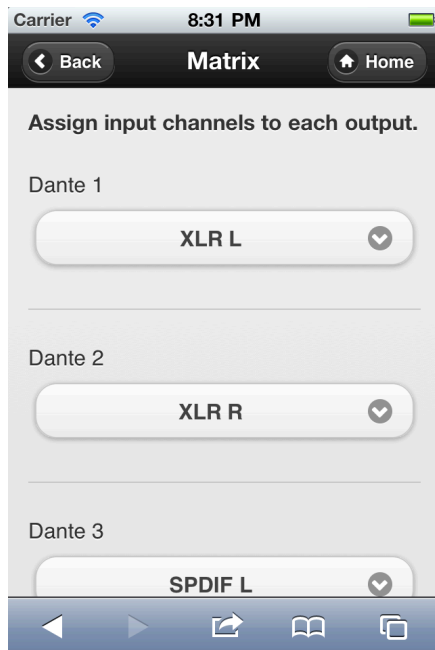 Carrier 8:31 PM
Back Matrix Home
Assign input channels to each output.
Dante 1
XLR L
Dante 2
XLR R
Dante 3
SPDIF L